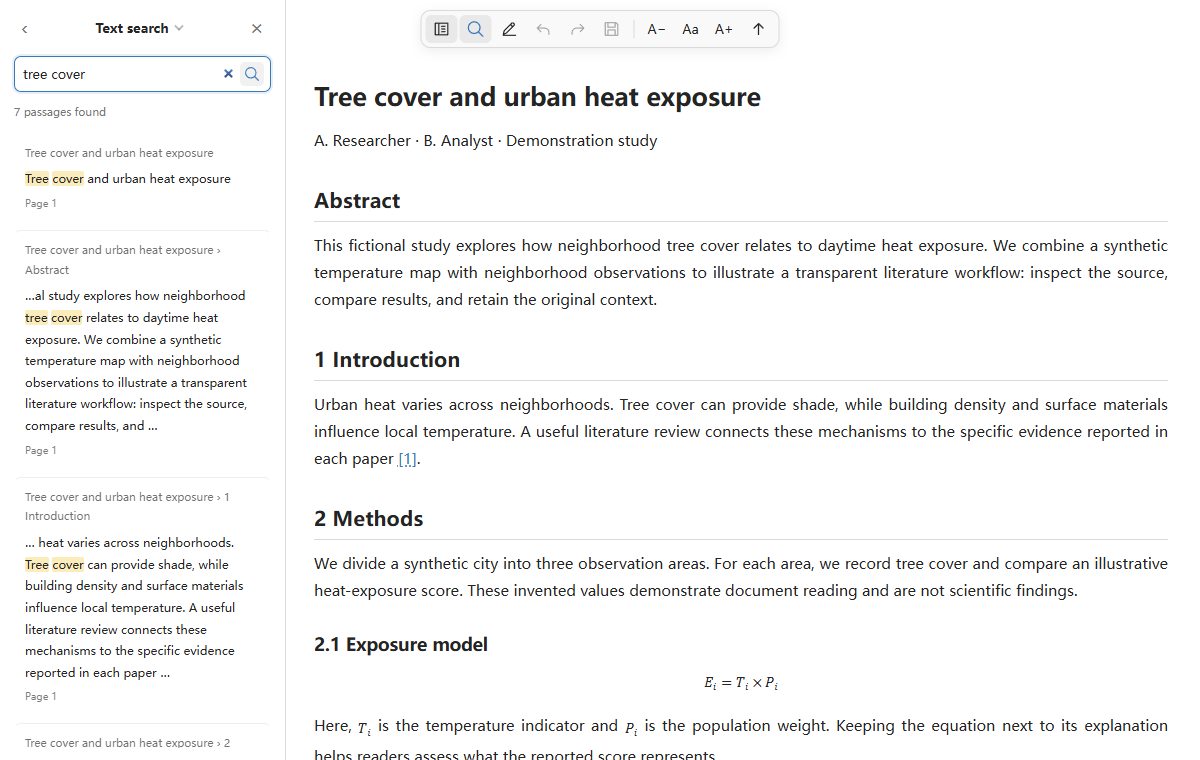 Text search
tree cover
7 passages found
Tree cover and urban heat exposure
Tree cover and urban heat exposure
Page 1
Tree cover and urban heat exposure ›
Abstract
...al study explores how neighborhood
tree cover relates to daytime heat
exposure. We combine a synthetic
temperature map with neighborhood
observations to illustrate a transparent
literature workflow: inspect the source,
compare results, and ...
Page 1
Tree cover and urban heat exposure › 1
Introduction
... heat varies across neighborhoods.
Tree cover can provide shade, while
building density and surface materials
influence local temperature. A useful
literature review connects these
mechanisms to the specific evidence
reported in each paper ...
Page 1
Tree cover and urban heat exposure › 2
A− Aa A+
Tree cover and urban heat exposure
A. Researcher · B. Analyst · Demonstration study
Abstract
This fictional study explores how neighborhood tree cover relates to daytime heat exposure. We combine a synthetic
temperature map with neighborhood observations to illustrate a transparent literature workflow: inspect the source,
compare results, and retain the original context.
1 Introduction
Urban heat varies across neighborhoods. Tree cover can provide shade, while building density and surface materials
influence local temperature. A useful literature review connects these mechanisms to the specific evidence reported in
each paper [1].
2 Methods
We divide a synthetic city into three observation areas. For each area, we record tree cover and compare an illustrative
heat-exposure score. These invented values demonstrate document reading and are not scientific findings.
2.1 Exposure model
E_i = T_i × P_i
Here, T_i is the temperature indicator and P_i is the population weight. Keeping the equation next to its explanation
helps readers assess what the reported score represents.